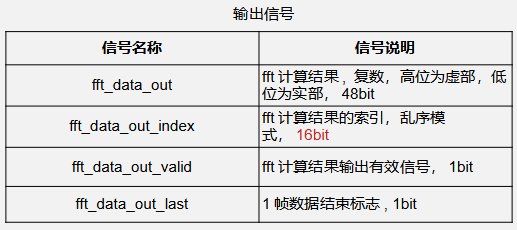 输出信号
信号名称
信号说明
fft_data_out
fft 计算结果，复数，高位为虚部，低
位为实部， 48bit
fft_data_out_index
fft 计算结果的索引，乱序模
式， 16bit
fft_data_out_valid
fft 计算结果输出有效信号， 1bit
fft_data_out_last
1 帧数据结束标志 , 1bit